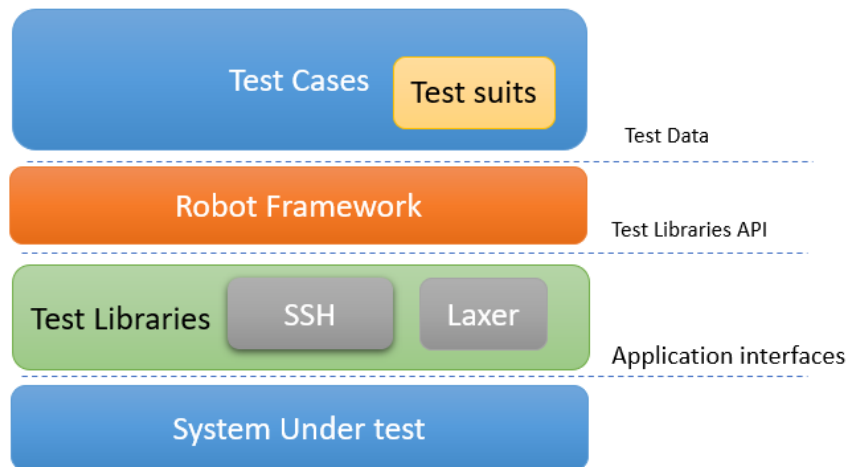 Test Cases
Test suits
Test Data
Robot Framework
Test Libraries API
Test Libraries
SSH
Laxer
Application interfaces
System Under test